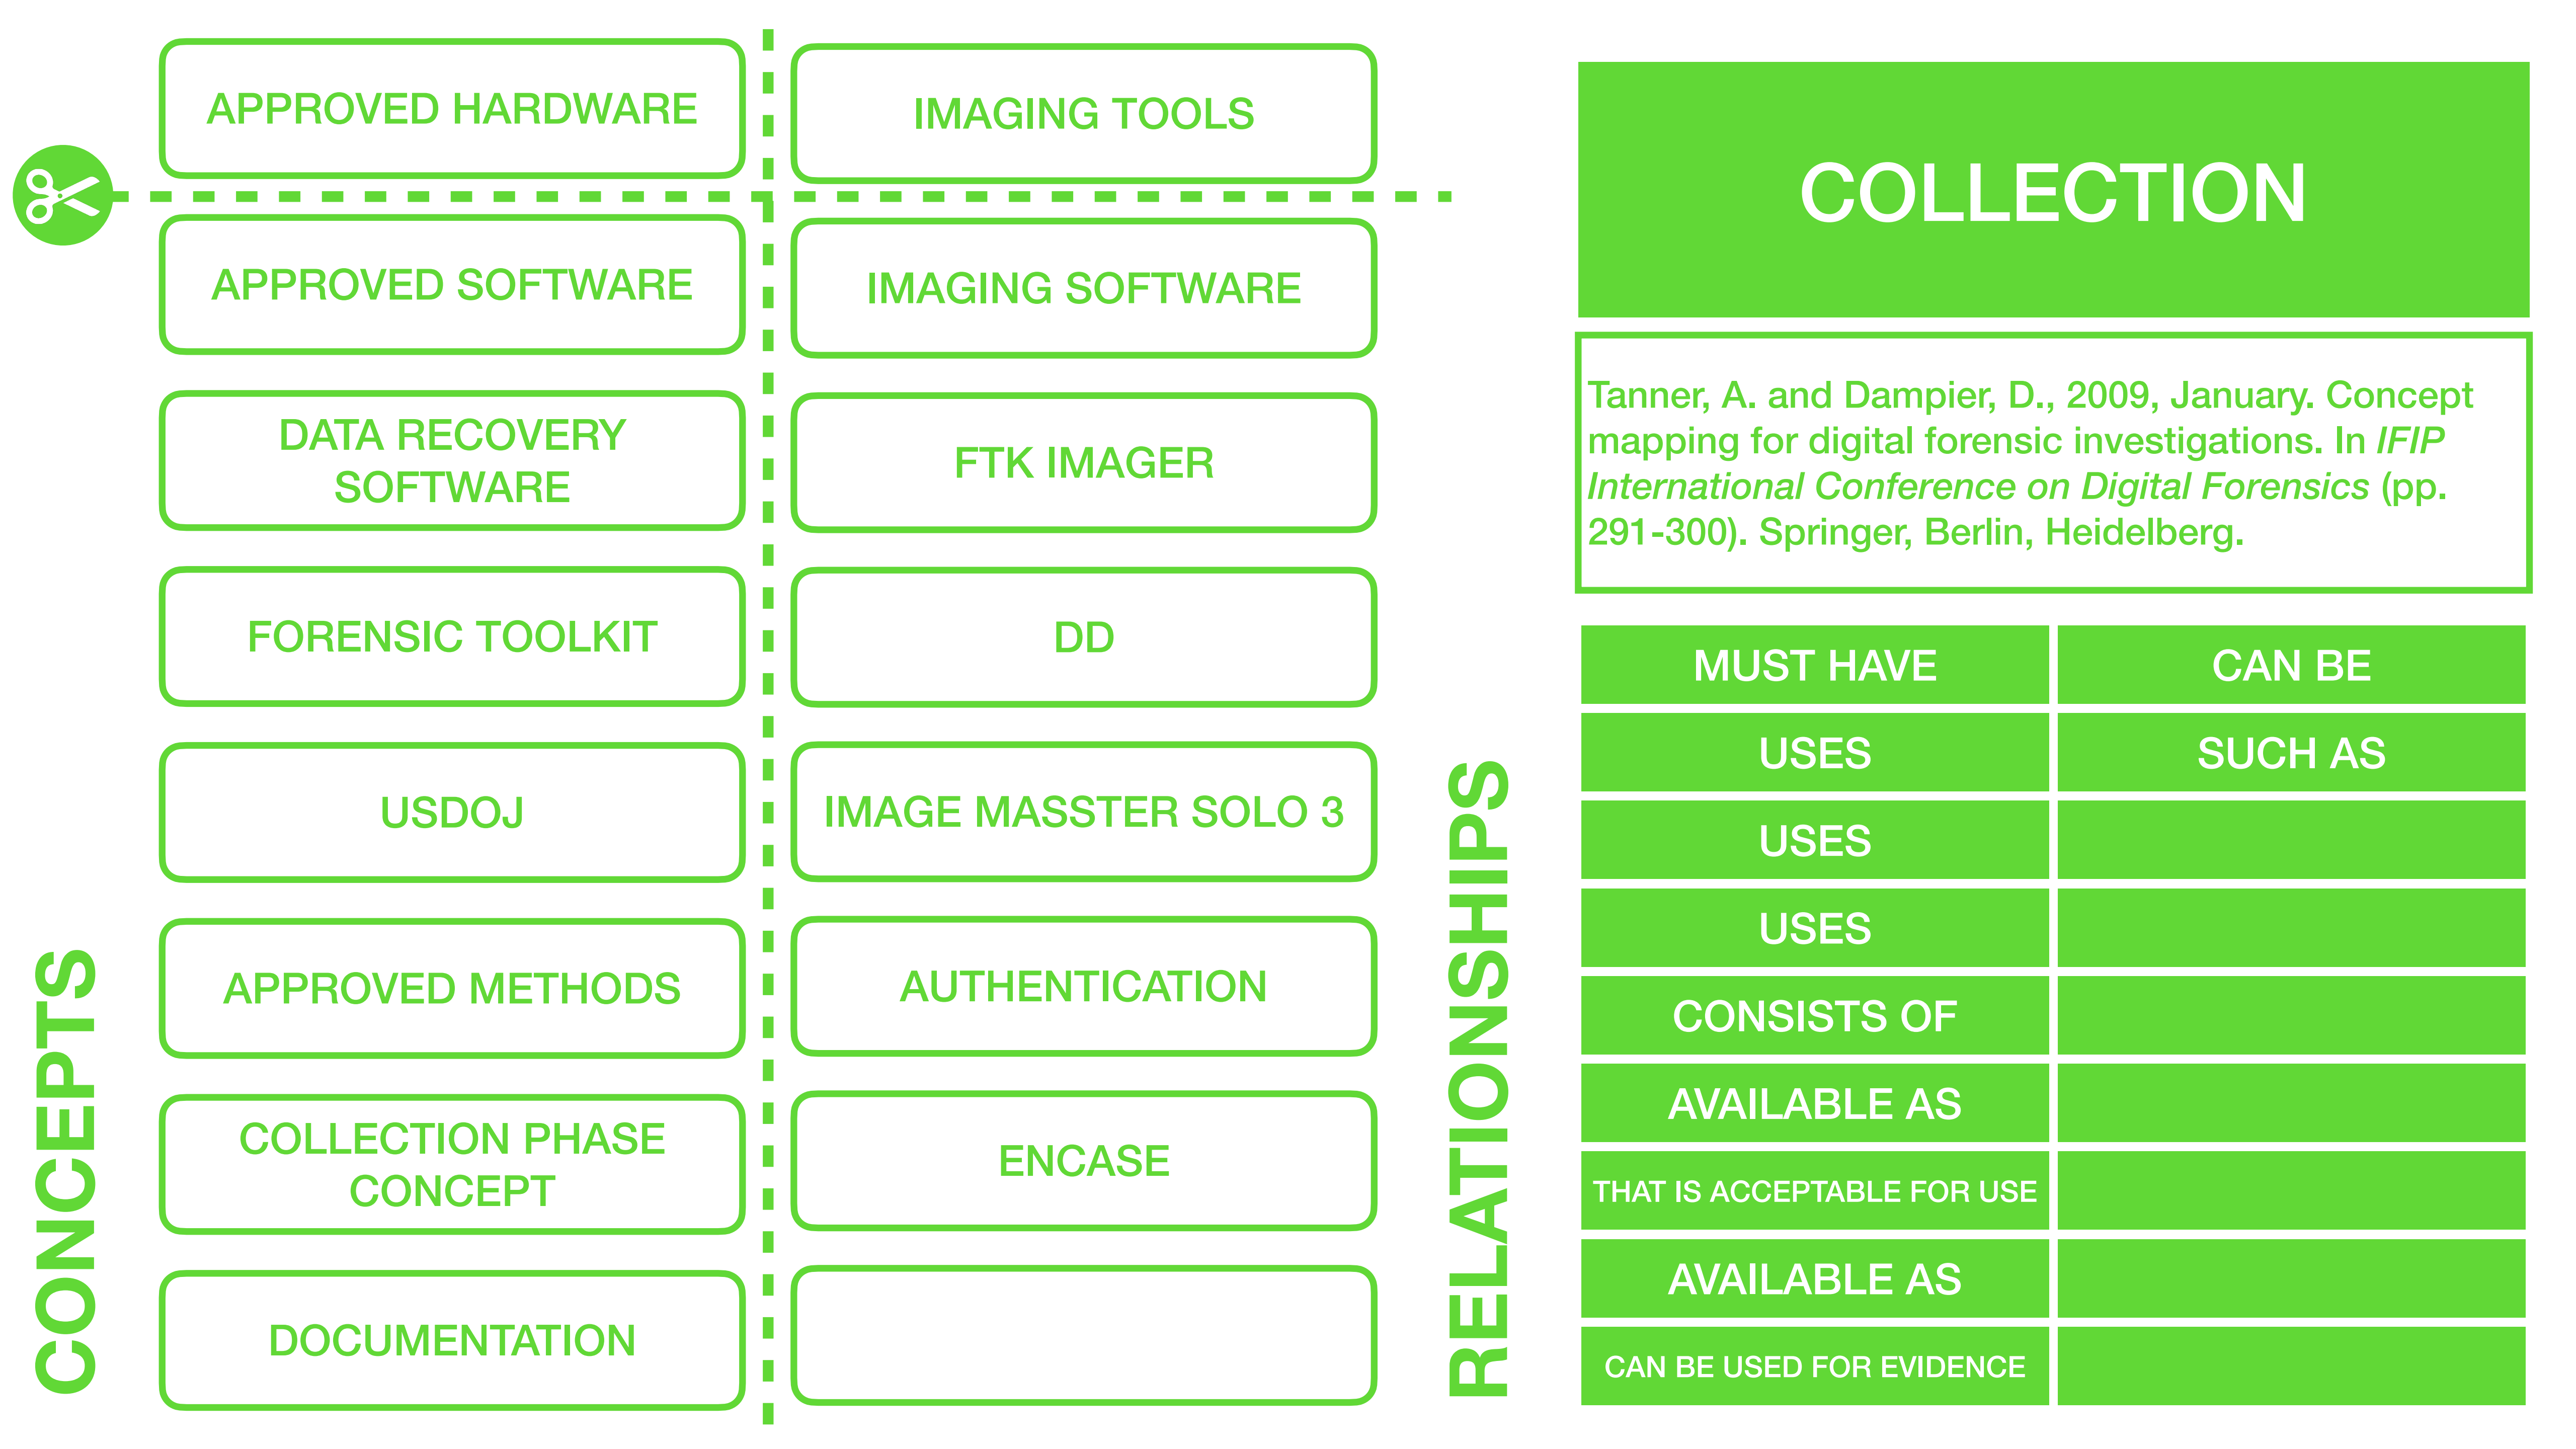 APPROVED HARDWARE
APPROVED SOFTWARE
DATA RECOVERY
SOFTWARE
FORENSIC TOOLKIT
USDOJ
APPROVED METHODS
COLLECTION PHASE
CONCEPT
DOCUMENTATION
CONCEPTS
IMAGING TOOLS
IMAGING SOFTWARE
FTK IMAGER
DD
IMAGE MASSTER SOLO 3
AUTHENTICATION
ENCASE
COLLECTION
Tanner, A. and Dampier, D., 2009, January. Concept
mapping for digital forensic investigations. In IFIP
International Conference on Digital Forensics (pp.
291-300). Springer, Berlin, Heidelberg.
RELATIONSHIPS
MUST HAVE
CAN BE
USES
SUCH AS
USES
USES
CONSISTS OF
AVAILABLE AS
THAT IS ACCEPTABLE FOR USE
AVAILABLE AS
CAN BE USED FOR EVIDENCE